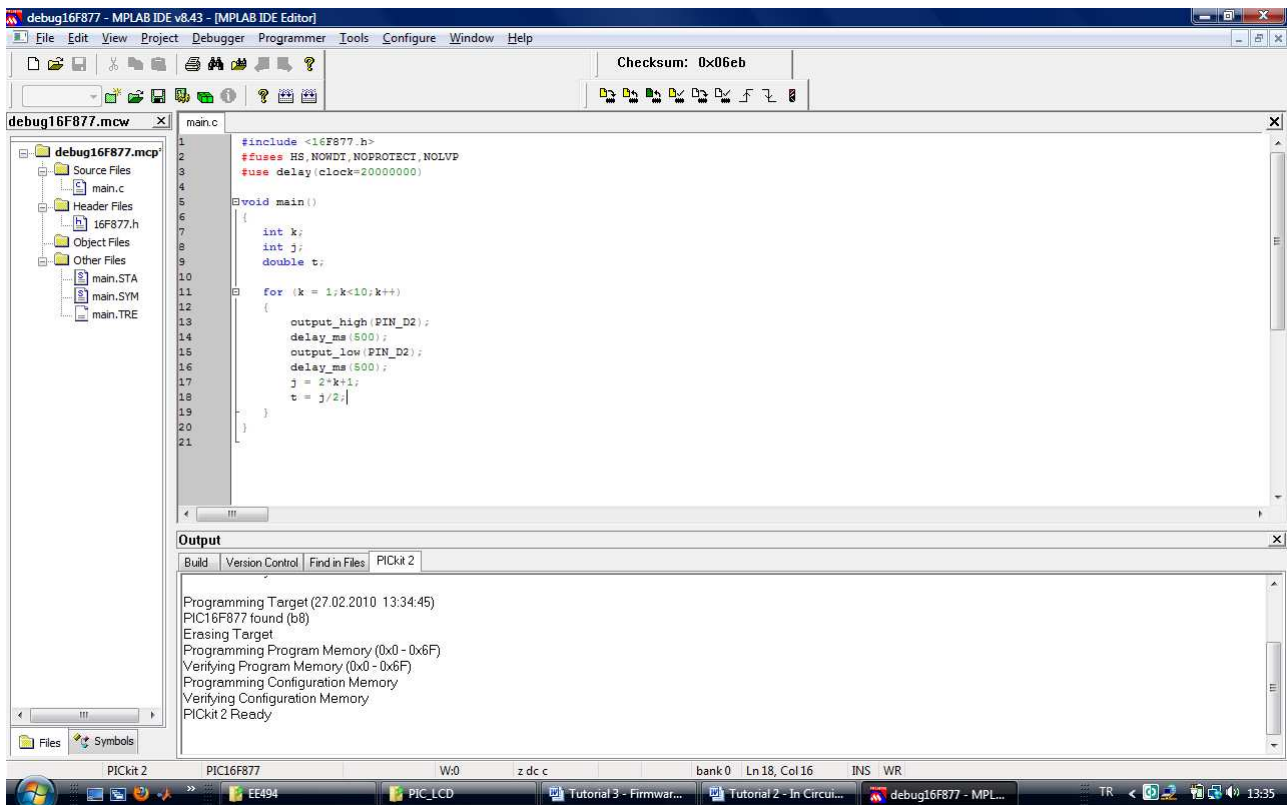 debug16F877 - MPLAB IDE v8.43 - [MPLAB IDE Editor]
File Edit View Project Debugger Programmer Tools Configure Window Help
Checksum: 0x06eb
debug16F877.mcw
debug16F877.mcp*
Source Files
main.c
Header Files
16F877.h
Object Files
Other Files
main.STA
main.SYM
main.TRE
Files Symbols
main.c
1 #include <16F877.h>
2 #fuses HS,NOWDT,NOPROTECT,NOLVP
3 #use delay(clock=20000000)
4
5 void main()
6 {
7 int k;
8 int j;
9 double t;
10
11 for (k = 1;k<10;k++)
12 {
13 output_high(PIN_D2);
14 delay_ms(500);
15 output_low(PIN_D2);
16 delay_ms(500);
17 j = 2*k+1;
18 t = j/2;
19 }
20 }
21
Output
Build Version Control Find in Files PICkit 2
Programming Target (27.02.2010 13:34:45)
PIC16F877 found (b8)
Erasing Target
Programming Program Memory (0x0 - 0x6F)
Verifying Program Memory (0x0 - 0x6F)
Programming Configuration Memory
Verifying Configuration Memory
PICkit 2 Ready
PICkit 2 PIC16F877 W:0 z dc c bank 0 Ln 18, Col 16 INS WR
EE494 PIC_LCD Tutorial 3 - Firmwar... Tutorial 2 - In Circui... debug16F877 - MPL... TR 13:35